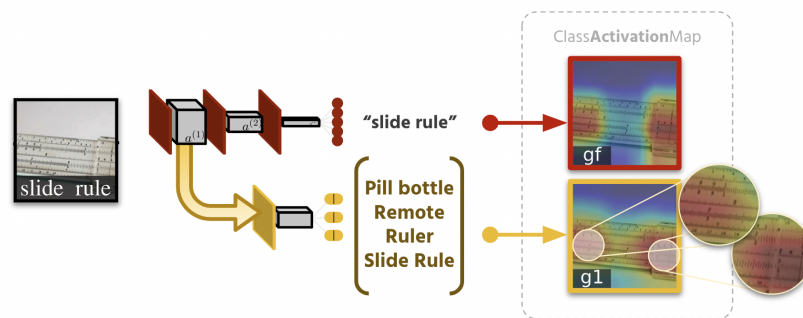 ClassActivationMap
slide rule
a(1)
a(2)
"slide rule"
gf
Pill bottle
Remote
Ruler
Slide Rule
g1